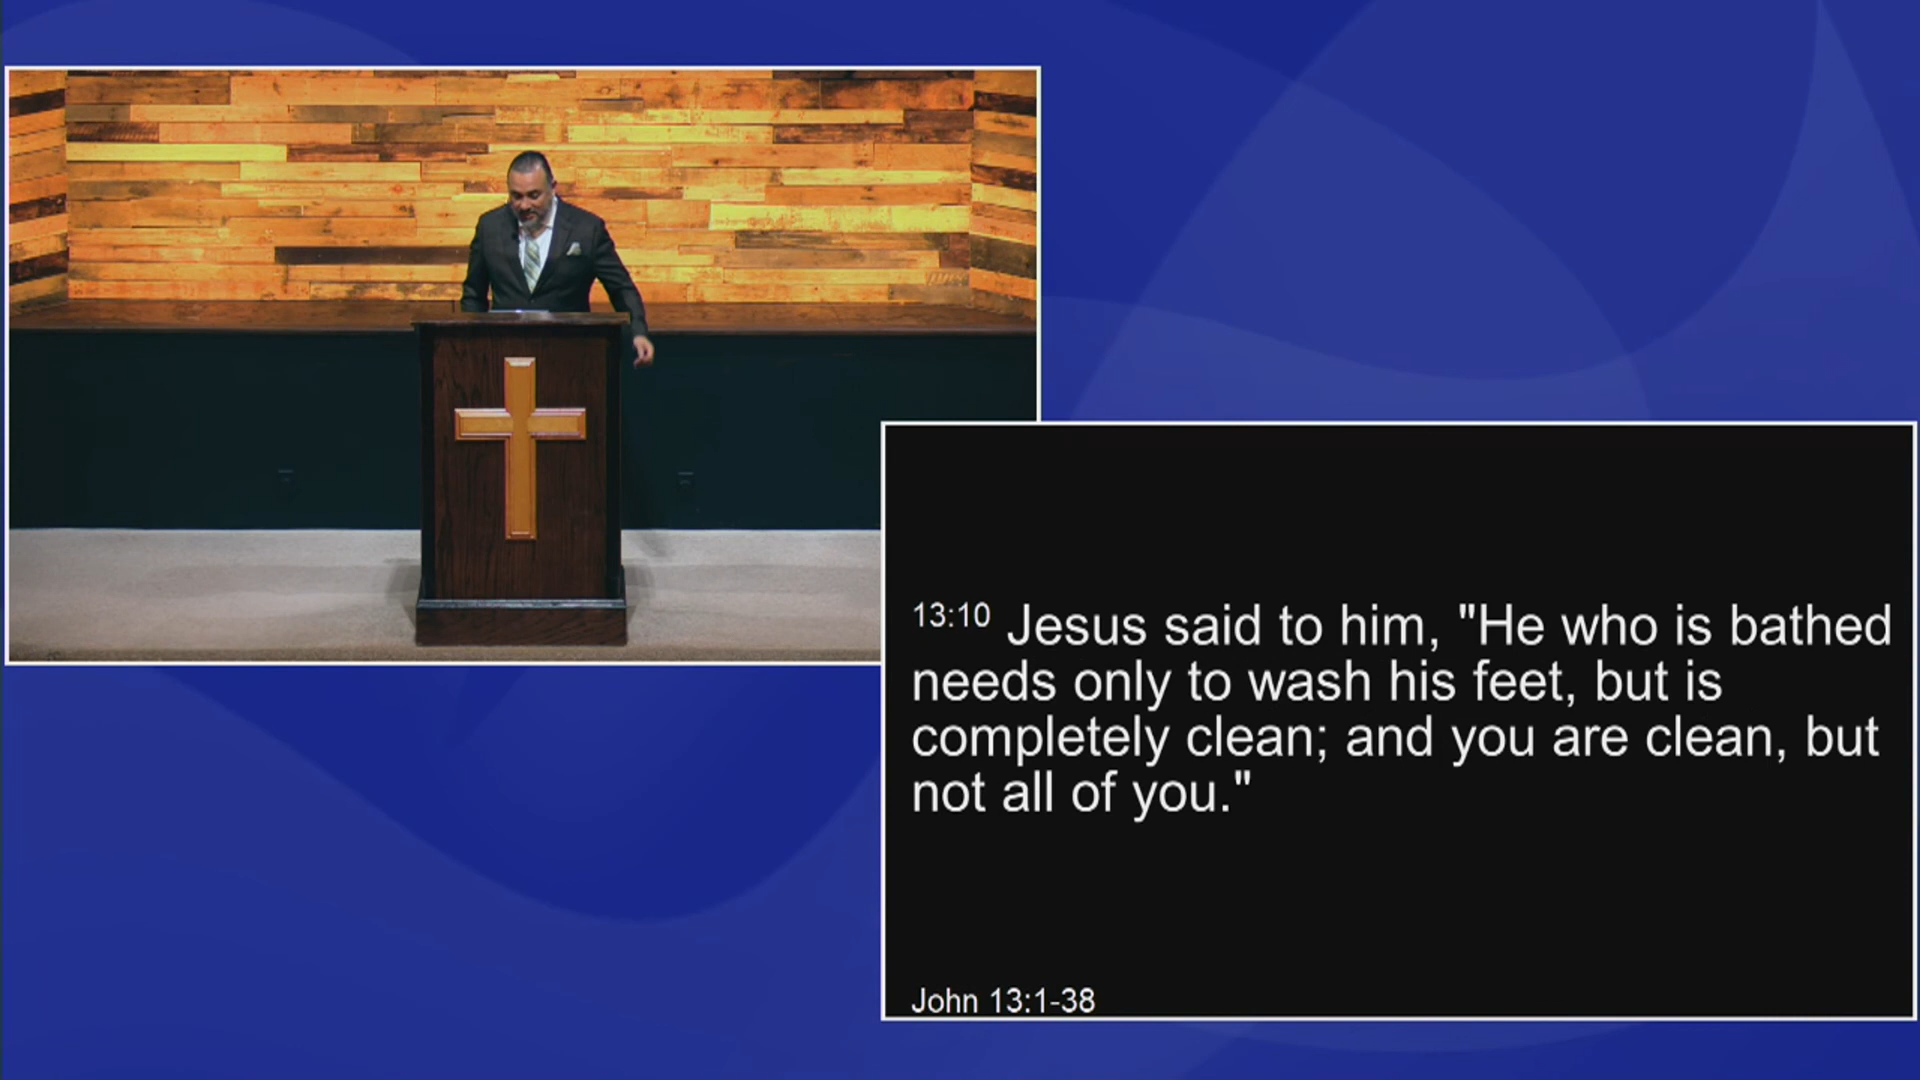 13:10 Jesus said to him, "He who is bathed
needs only to wash his feet, but is
completely clean; and you are clean, but
not all of you."
John 13:1-38